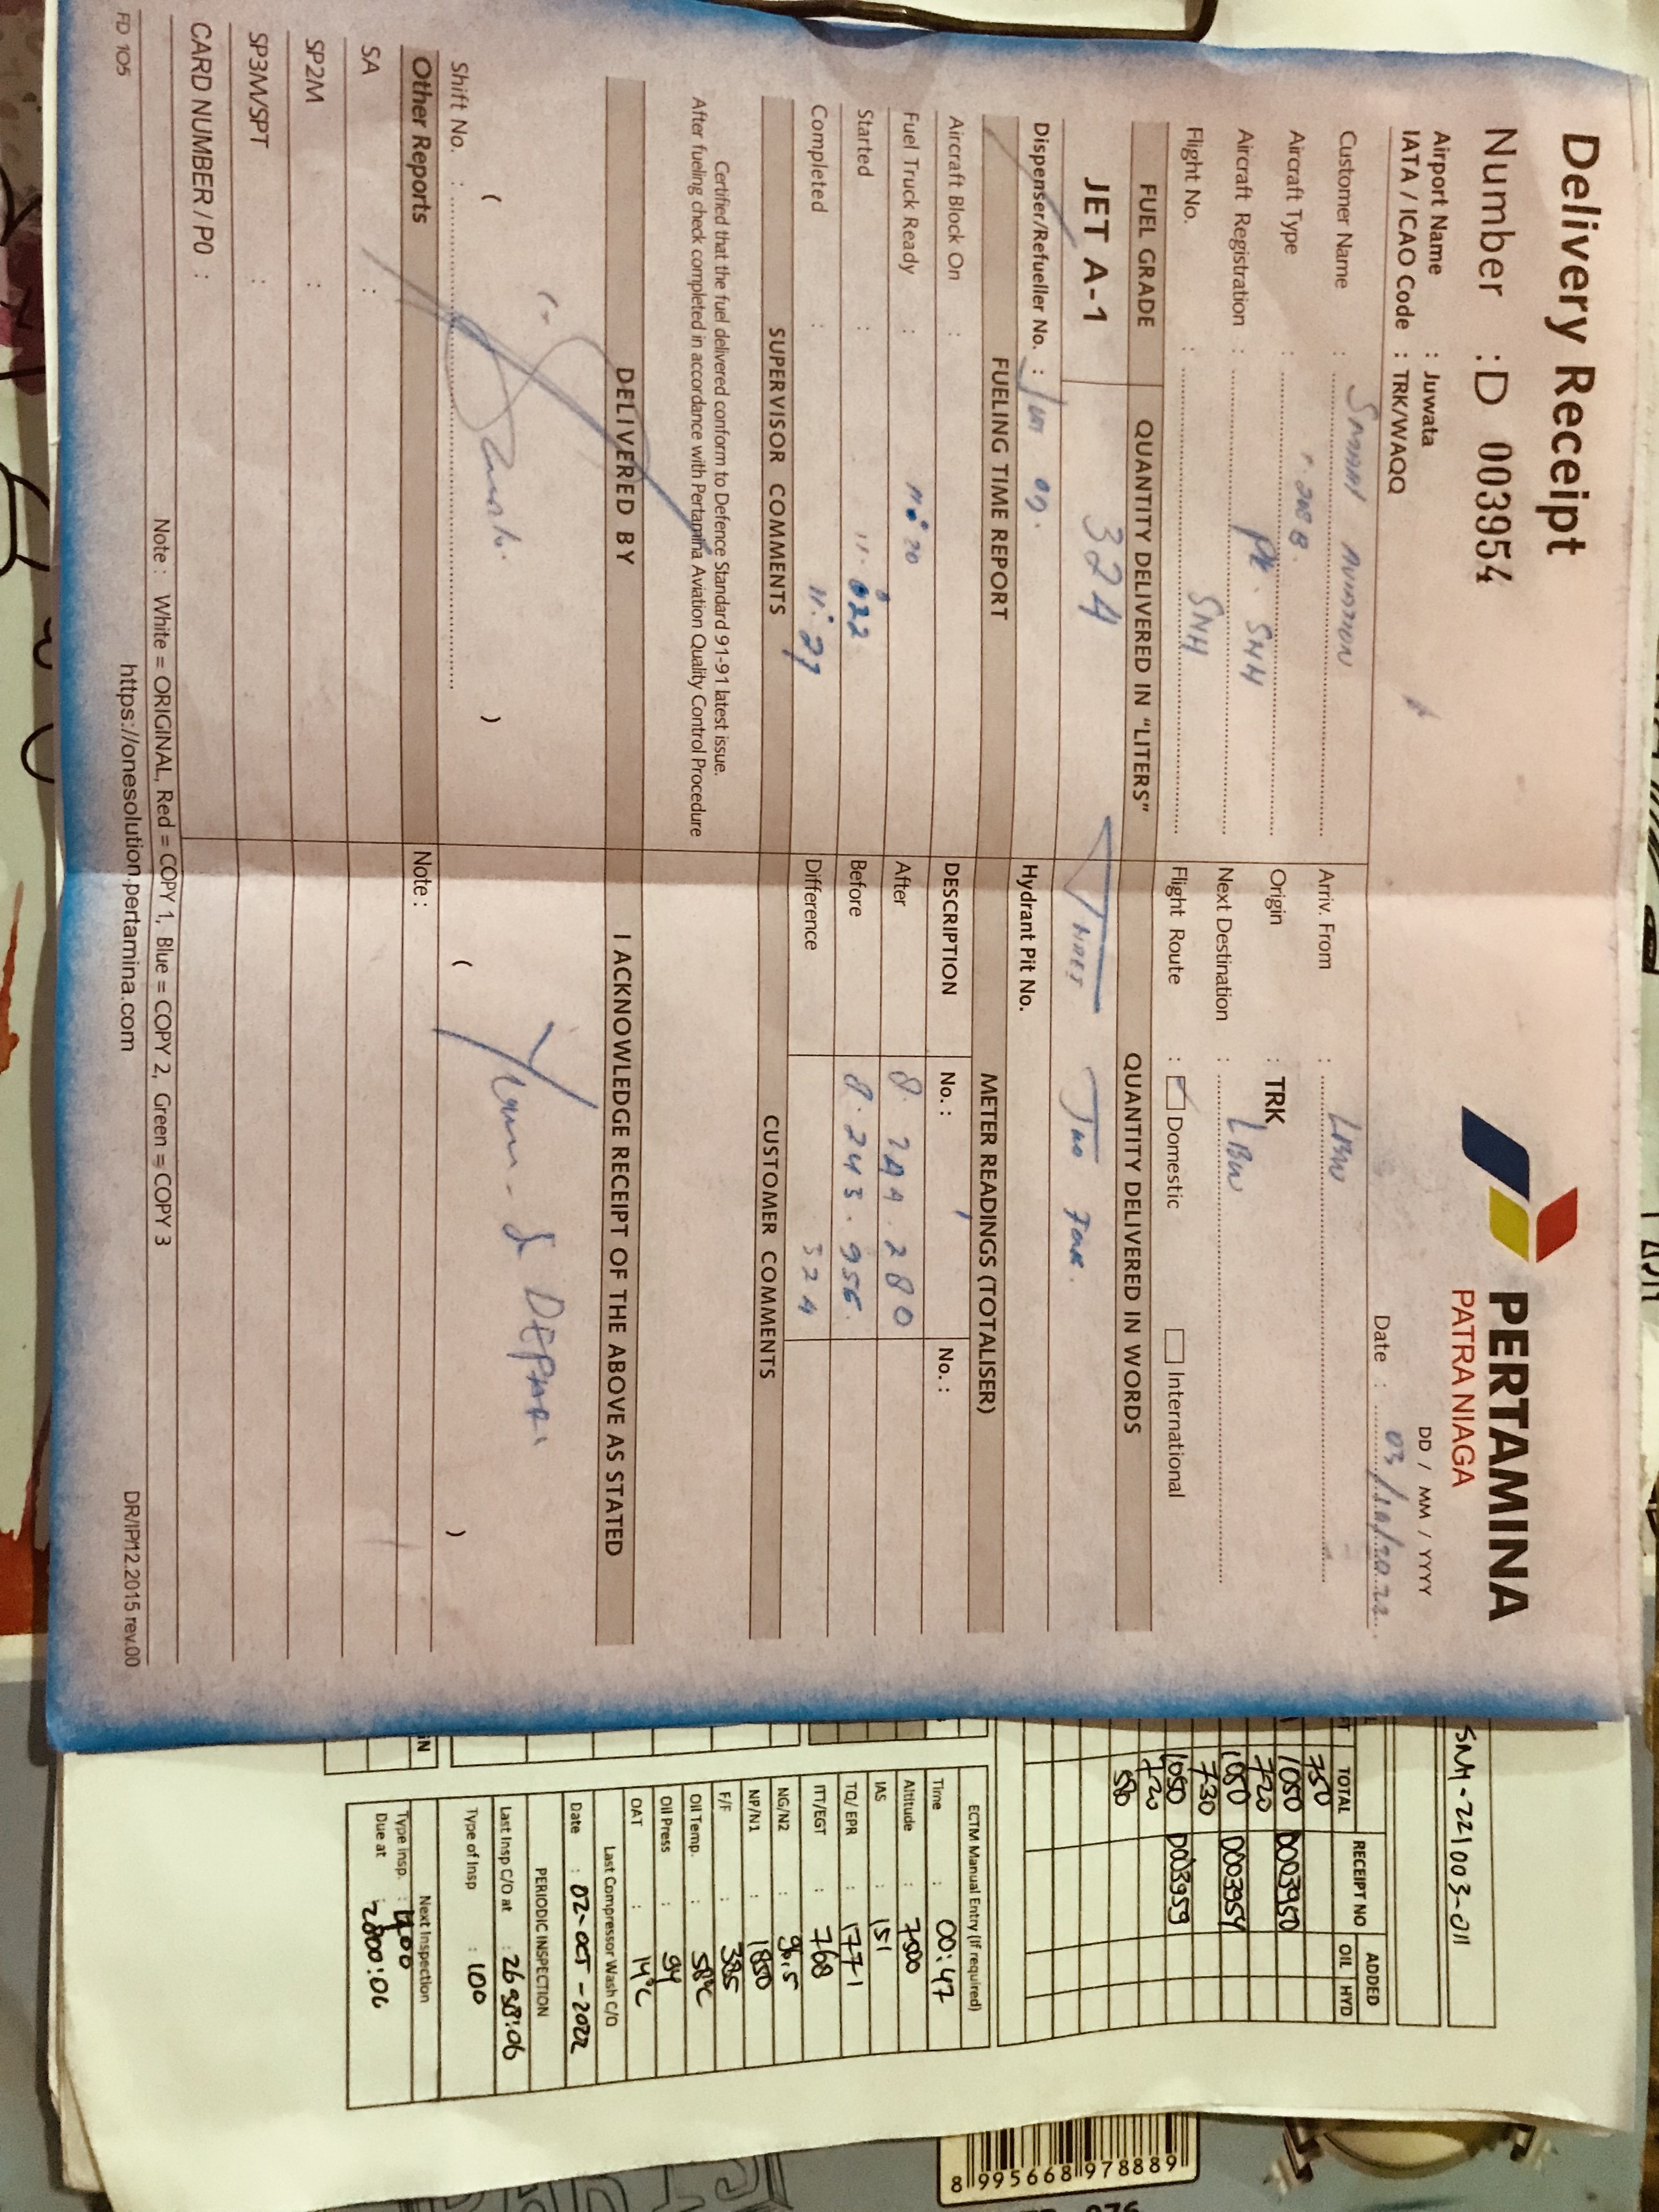 Delivery Receipt
Number : D 003954
PERTAMINA
PATRA NIAGA
Airport Name : Juwata
IATA / ICAO Code : TRK/WAQQ
DD / MM / YYYY
Date : 03/10/2022
Customer Name : SMART AVIATION
Arriv. From : LBW
Aircraft Type : C 208 B.
Origin : TRK
Aircraft Registration : PK. SNH
Next Destination : LBW
Flight No. : SNH
Flight Route : Domestic International
FUEL GRADE QUANTITY DELIVERED IN "LITERS" QUANTITY DELIVERED IN WORDS
JET A-1 324 Three Two Four.
Dispenser/Refueller No. : 09.
Hydrant Pit No.
FUELING TIME REPORT METER READINGS (TOTALISER)
Aircraft Block On :
DESCRIPTION No. : No. :
Fuel Truck Ready : 11:20
After 8.244.280
Started : 11:22
Before 8.243.956.
Completed : 11:27
Difference 324
SUPERVISOR COMMENTS CUSTOMER COMMENTS
Certified that the fuel delivered conform to Defence Standard 91-91 latest issue.
After fueling check completed in accordance with Pertamina Aviation Quality Control Procedure
DELIVERED BY I ACKNOWLEDGE RECEIPT OF THE ABOVE AS STATED
( ) ( )
Shift No. :
Other Reports Note :
SA :
SP2M :
SP3M/SPT :
CARD NUMBER / PO :
Note : White = ORIGINAL, Red = COPY 1, Blue = COPY 2, Green = COPY 3
FD 105 https://onesolution.pertamina.com DR/IP/12.2015 rev.00
SNH-221003-011
TOTAL RECEIPT NO ADDED
OIL HYD
750
1050 D003950
720
1050 D003954
730
1050 D003959
720
580
ECTM Manual Entry (If required)
Time : 00:47
Altitude : 7500
IAS : 151
TQ/ EPR : 1771
ITT/EGT : 768
NG/N2 : 96,5
NP/N1 : 1850
F/F : 385
Oil Temp. : 58°C
Oil Press : 94
OAT : 14°C
Last Compressor Wash C/O
Date : 02-OCT-2022
PERIODIC INSPECTION
Last Insp C/O at :
Type of Insp : 100
Next Inspection
Type Insp. :
Due at :
8 995668 978889